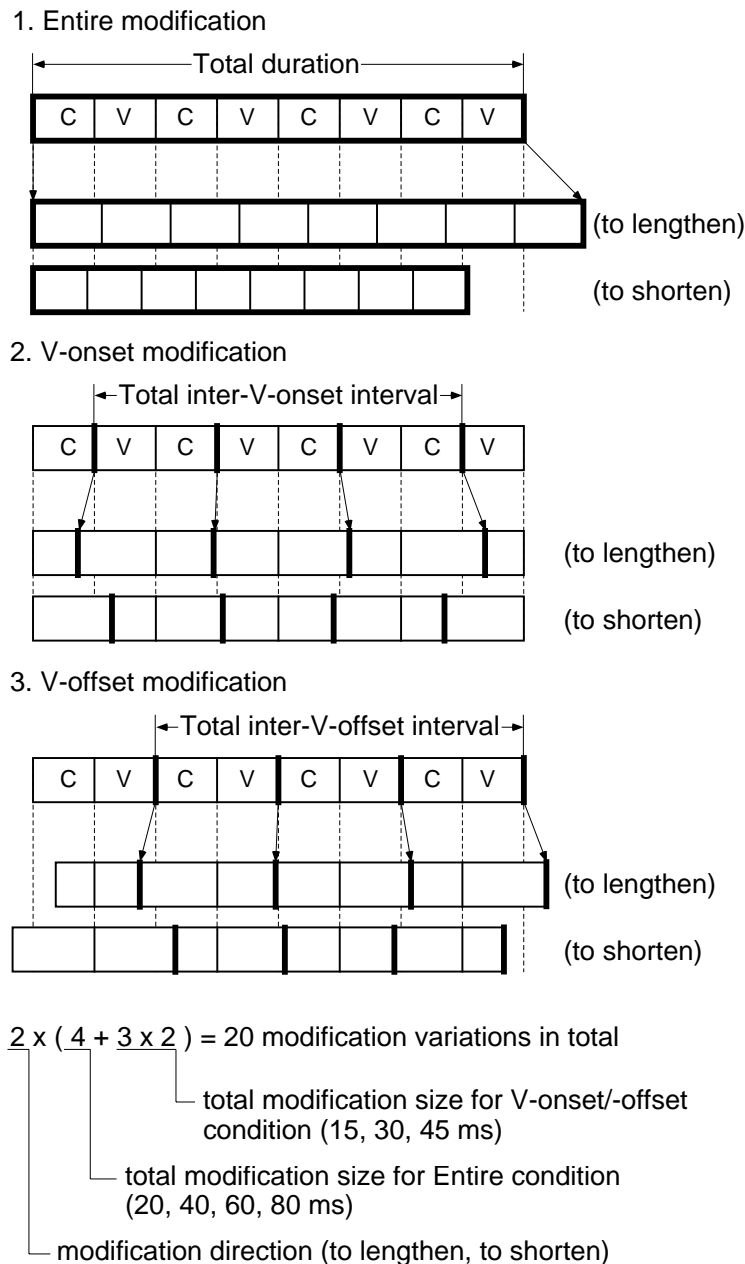 1. Entire modification
Total duration
C V C V C V C V
(to lengthen)
(to shorten)
2. V-onset modification
Total inter-V-onset interval
C V C V C V C V
(to lengthen)
(to shorten)
3. V-offset modification
Total inter-V-offset interval
C V C V C V C V
(to lengthen)
(to shorten)
2 x ( 4 + 3 x 2 ) = 20 modification variations in total
total modification size for V-onset/-offset
condition (15, 30, 45 ms)
total modification size for Entire condition
(20, 40, 60, 80 ms)
modification direction (to lengthen, to shorten)